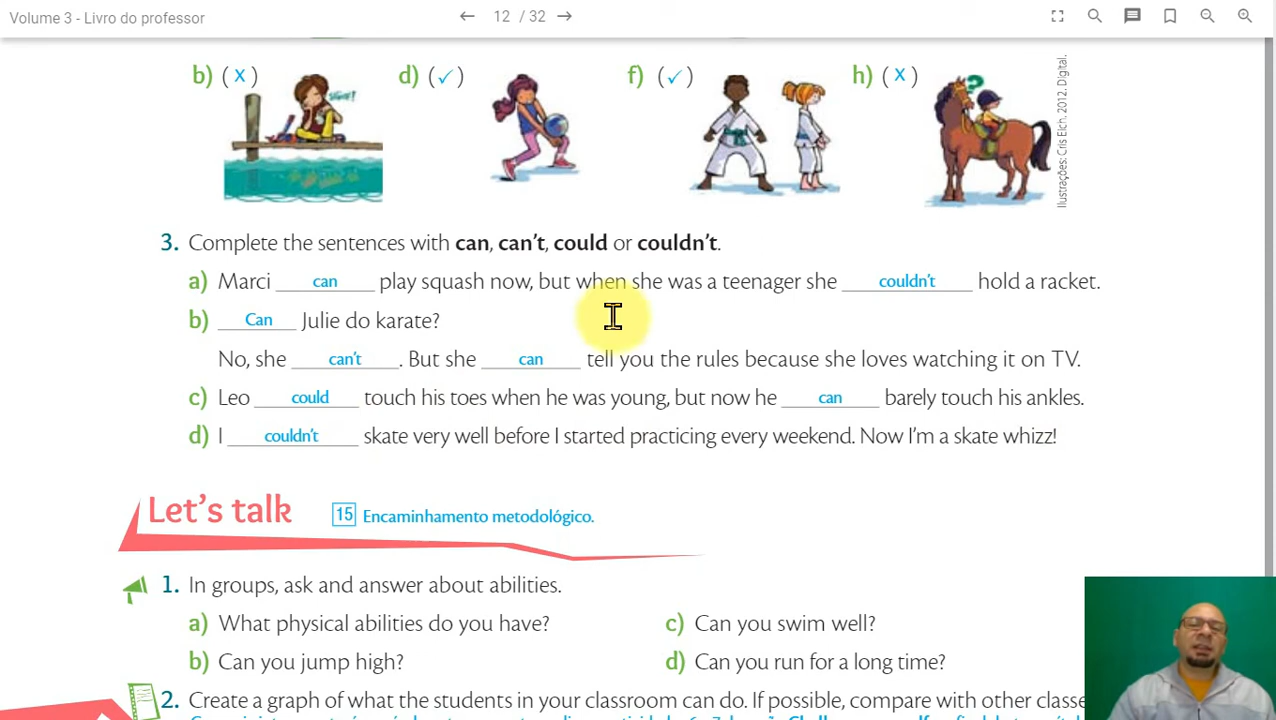 Volume 3 - Livro do professor
12 / 32
b) ( x ) d) (✓) f) (✓) h) ( x )
Ilustrações: Cris Eich. 2012. Digital.
3. Complete the sentences with can, can't, could or couldn't.
a) Marci can play squash now, but when she was a teenager she couldn't hold a racket.
b) Can Julie do karate?
No, she can't. But she can tell you the rules because she loves watching it on TV.
c) Leo could touch his toes when he was young, but now he can barely touch his ankles.
d) I couldn't skate very well before I started practicing every weekend. Now I'm a skate whizz!
Let's talk
15 Encaminhamento metodológico.
1. In groups, ask and answer about abilities.
a) What physical abilities do you have? c) Can you swim well?
b) Can you jump high? d) Can you run for a long time?
2. Create a graph of what the students in your classroom can do. If possible, compare with other classe